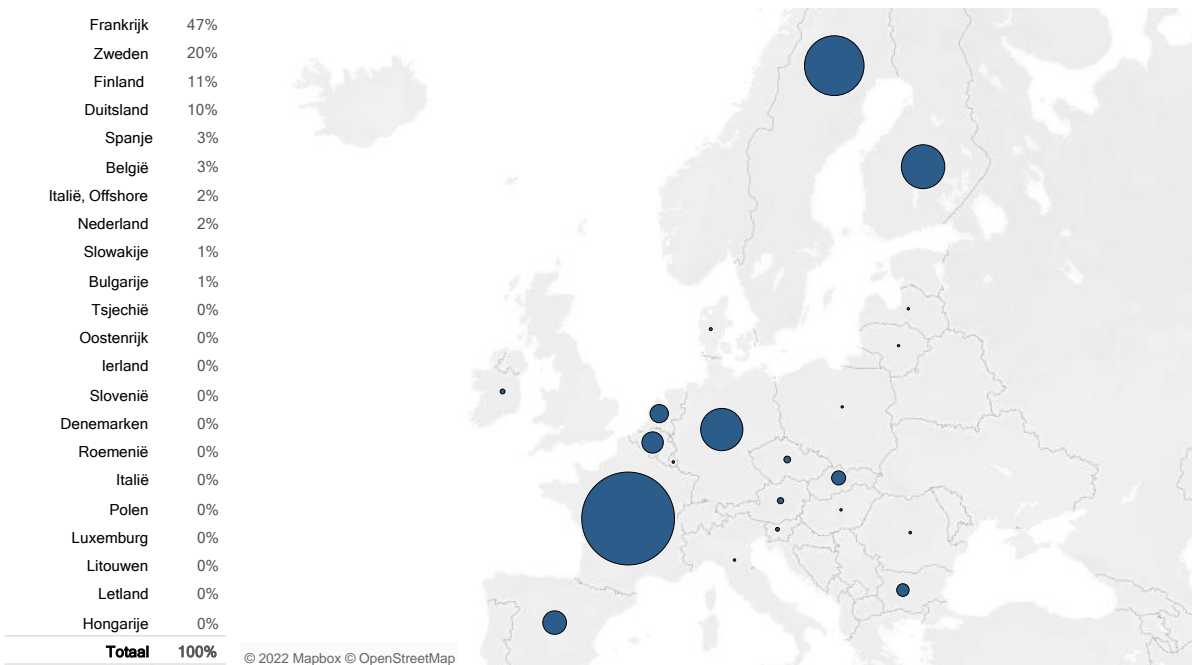 Frankrijk 47%
Zweden 20%
Finland 11%
Duitsland 10%
Spanje 3%
België 3%
Italië, Offshore 2%
Nederland 2%
Slowakije 1%
Bulgarije 1%
Tsjechië 0%
Oostenrijk 0%
Ierland 0%
Slovenië 0%
Denemarken 0%
Roemenië 0%
Italië 0%
Polen 0%
Luxemburg 0%
Litouwen 0%
Letland 0%
Hongarije 0%
Totaal 100%
© 2022 Mapbox © OpenStreetMap